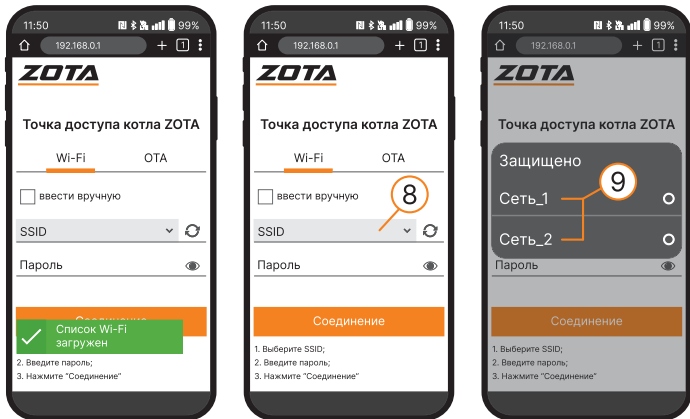 11:50 99%
192.168.0.1 + 1
ZOTA
Точка доступа котла ZOTA
Wi-Fi OTA
ввести вручную
SSID
Пароль
Соединение
Список Wi-Fi
загружен
2. Введите пароль;
3. Нажмите “Соединение”
11:50 99%
192.168.0.1 + 1
ZOTA
Точка доступа котла ZOTA
Wi-Fi OTA
ввести вручную
8
SSID
Пароль
Соединение
1. Выберите SSID;
2. Введите пароль;
3. Нажмите “Соединение”
11:50 99%
192.168.0.1 + 1
ZOTA
Точка доступа котла ZOTA
Защищено
9
Сеть_1
Сеть_2
Пароль
Соединение
1. Выберите SSID;
2. Введите пароль;
3. Нажмите “Соединение”